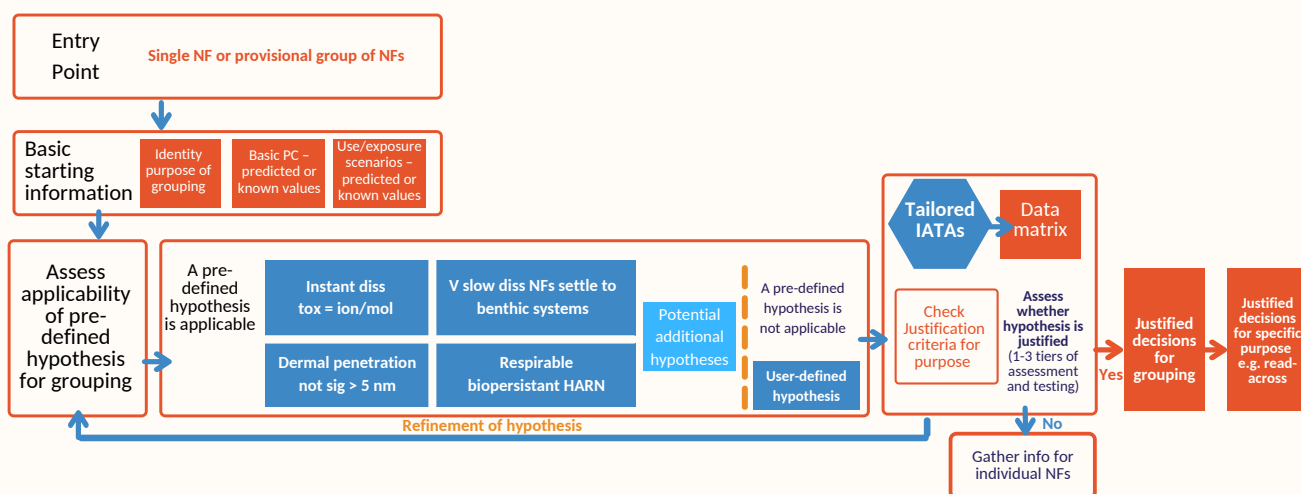 Entry
Point
Single NF or provisional group of NFs
Basic
starting
information
Identity
purpose of
grouping
Basic PC –
predicted or
known values
Use/exposure
scenarios –
predicted or
known values
Assess
applicability
of pre-
defined
hypothesis
for grouping
A pre-
defined
hypothesis
is applicable
Instant diss
tox = ion/mol
V slow diss NFs settle to
benthic systems
Dermal penetration
not sig > 5 nm
Respirable
biopersistant HARN
Potential
additional
hypotheses
A pre-defined
hypothesis is
not applicable
User-defined
hypothesis
Tailored
IATAs
Data
matrix
Check
Justification
criteria for
purpose
Assess
whether
hypothesis is
justified
(1-3 tiers of
assessment
and testing)
Yes
Justified
decisions
for
grouping
Justified
decisions
for specific
purpose
e.g. read-
across
Refinement of hypothesis
No
Gather info for
individual NFs